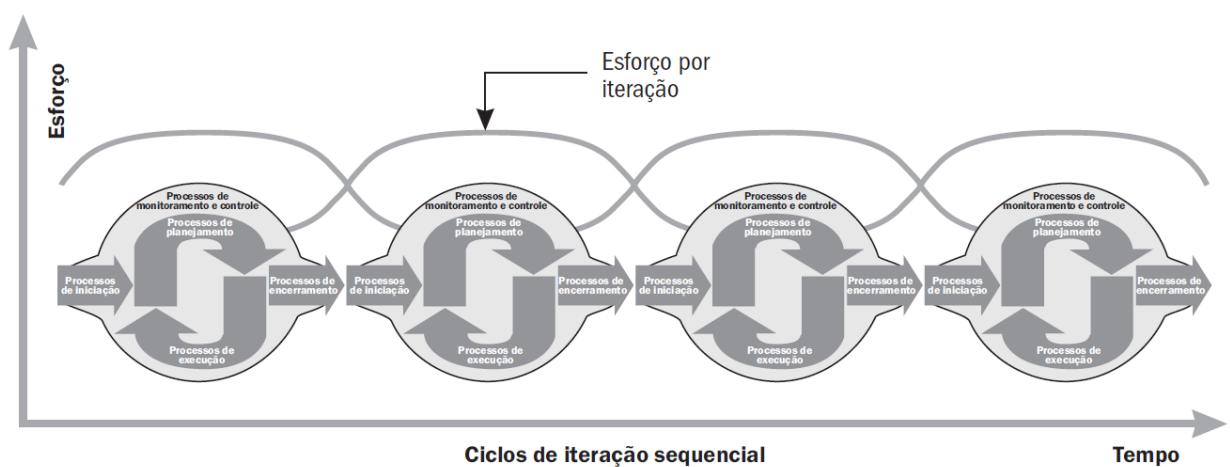 Esforço
Esforço por
iteração
Processos de
monitoramento e controle
Processos de
planejamento
Processos
de iniciação
Processos de
encerramento
Processos de
execução
Processos de
monitoramento e controle
Processos de
planejamento
Processos
de iniciação
Processos de
encerramento
Processos de
execução
Processos de
monitoramento e controle
Processos de
planejamento
Processos
de iniciação
Processos de
encerramento
Processos de
execução
Processos de
monitoramento e controle
Processos de
planejamento
Processos
de iniciação
Processos de
encerramento
Processos de
execução
Ciclos de iteração sequencial
Tempo